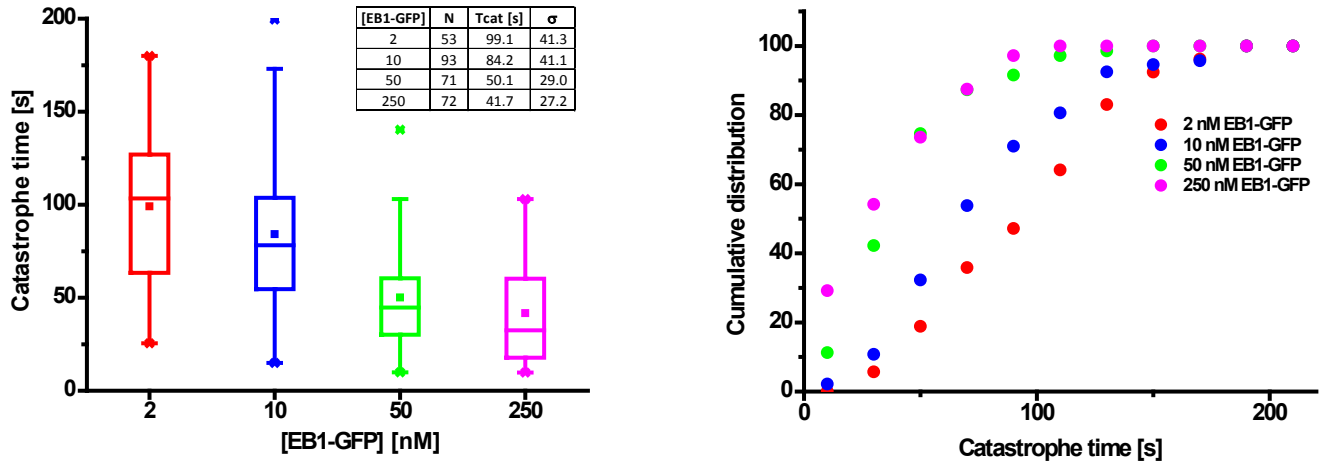 [EB1-GFP] N Tcat [s] σ
2 53 99.1 41.3
10 93 84.2 41.1
50 71 50.1 29.0
250 72 41.7 27.2
Catastrophe time [s]
200
150
100
50
0
2 10 50 250
[EB1-GFP] [nM]
Cumulative distribution
100
80
60
40
20
0
2 nM EB1-GFP
10 nM EB1-GFP
50 nM EB1-GFP
250 nM EB1-GFP
0 100 200
Catastrophe time [s]